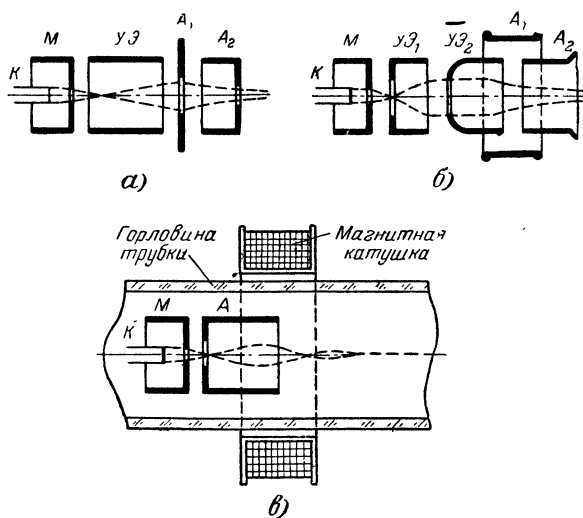 М УЭ А₁ А₂
К
а)
М УЭ₁ УЭ₂ А₁ А₂
К
б)
Горловина трубки
Магнитная катушка
М А
К
в)